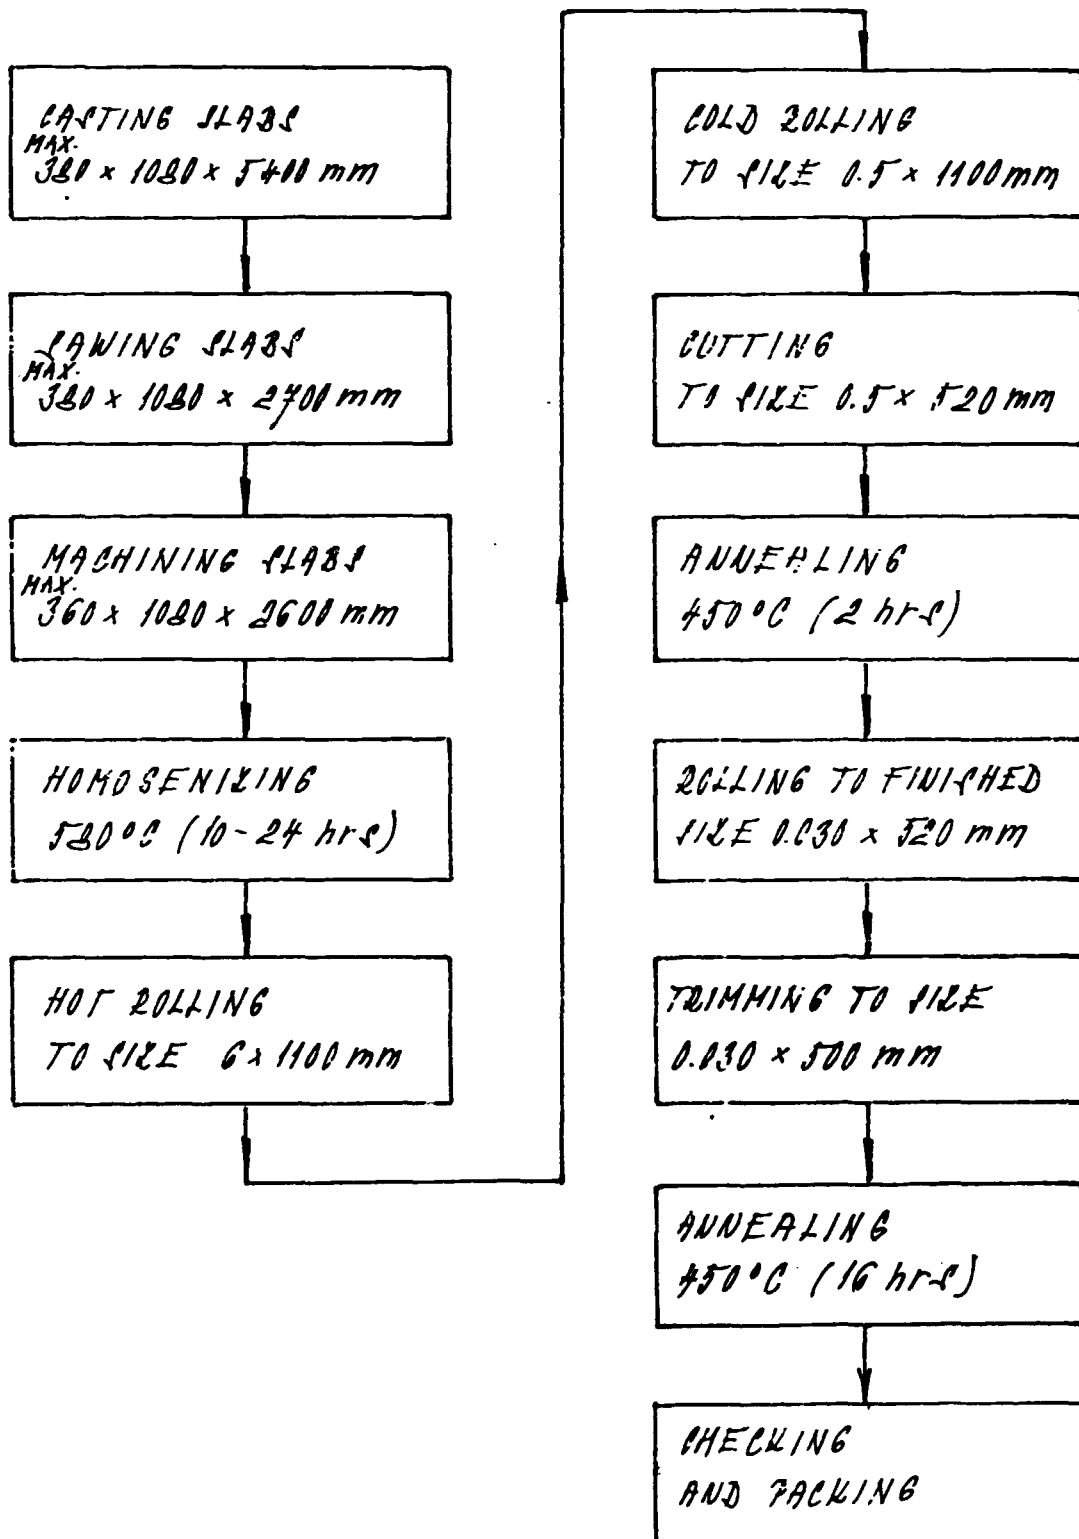 CASTING SLABS
MAX.
380 x 1080 x 5400 mm
SAWING SLABS
MAX.
380 x 1080 x 2700 mm
MACHINING SLABS
MAX.
360 x 1080 x 2600 mm
HOMOGENIZING
580°C (10-24 hrs)
HOT ROLLING
TO SIZE 6 x 1100 mm
COLD ROLLING
TO SIZE 0.5 x 1100 mm
CUTTING
TO SIZE 0.5 x 520 mm
ANNEALING
450°C (2 hrs)
ROLLING TO FINISHED
SIZE 0.030 x 520 mm
TRIMMING TO SIZE
0.030 x 500 mm
ANNEALING
450°C (16 hrs)
CHECKING
AND PACKING